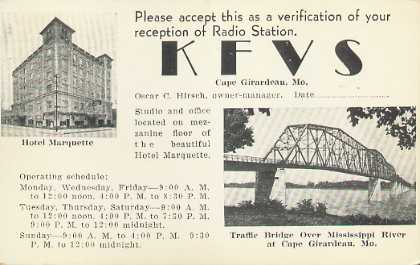 Please accept this as a verification of your
reception of Radio Station.
KFVS
Cape Girardeau, Mo.
Oscar C. Hirsch, owner-manager. Date
Studio and office
located on mez-
zanine floor of
the beautiful
Hotel Marquette.
Hotel Marquette
Operating schedule:
Monday, Wednesday, Friday—9:00 A. M.
to 12:00 noon, 4:00 P. M. to 8:30 P. M.
Tuesday, Thursday, Saturday—9:00 A. M.
to 12:00 noon, 4:00 P. M. to 7:30 P. M.
9:00 P. M. to 12:00 midnight.
Sunday—9:00 A. M. to 4:00 P. M. 9:30
P. M. to 12:00 midnight.
Traffic Bridge Over Mississippi River
at Cape Girardeau, Mo.